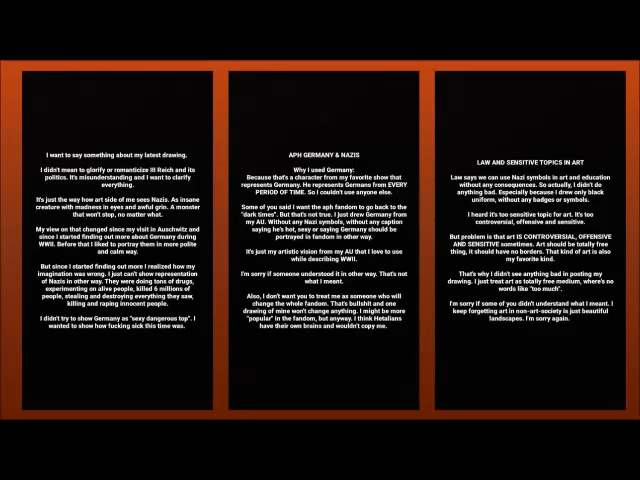 I want to say something about my latest drawing.
I didn't mean to glorify or romanticize III Reich and its
politics. It's misunderstanding and I want to clarify
everything.
It's just the way how art side of me sees Nazis. As insane
creature with madness in eyes and awful grin. A monster
that won't stop, no matter what.
My view on that changed since my visit in Auschwitz and
since I started finding out more about Germany during
WWII. Before that I liked to portray them in more polite
and calm way.
But since I started finding out more I realized how my
imagination was wrong. I just can't show representation
of Nazis in other way. They were doing tons of drugs,
experimenting on alive people, killed 6 millions of
people, stealing and destroying everything they saw,
killing and raping innocent people.
I didn't try to show Germany as "sexy dangerous top". I
wanted to show how fucking sick this time was.
APH GERMANY & NAZIS
Why I used Germany:
Because that's a character from my favorite show that
represents Germany. He represents Germans from EVERY
PERIOD OF TIME. So I couldn't use anyone else.
Some of you said I want the aph fandom to go back to the
"dark times". But that's not true. I just drew Germany from
my AU. Without any Nazi symbols, without any caption
saying he's hot, sexy or saying Germany should be
portrayed in fandom in other way.
It's just my artistic vision from my AU that I love to use
while describing WWII.
I'm sorry if someone understood it in other way. That's not
what I meant.
Also, I don't want you to treat me as someone who will
change the whole fandom. That's bullshit and one
drawing of mine won't change anything. I might be more
"popular" in the fandom, but anyway. I think Hetalians
have their own brains and wouldn't copy me.
LAW AND SENSITIVE TOPICS IN ART
Law says we can use Nazi symbols in art and education
without any consequences. So actually, I didn't do
anything bad. Especially because I drew only black
uniform, without any badges or symbols.
I heard it's too sensitive topic for art. It's too
controversial, offensive and sensitive.
But problem is that art IS CONTROVERSIAL, OFFENSIVE
AND SENSITIVE sometimes. Art should be totally free
thing, it should have no borders. That kind of art is also
my favorite kind.
That's why I didn't see anything bad in posting my
drawing. I just treat art as totally free medium, where's no
words like "too much".
I'm sorry if some of you didn't understand what I meant. I
keep forgetting art in non-art-society is just beautiful
landscapes. I'm sorry again.